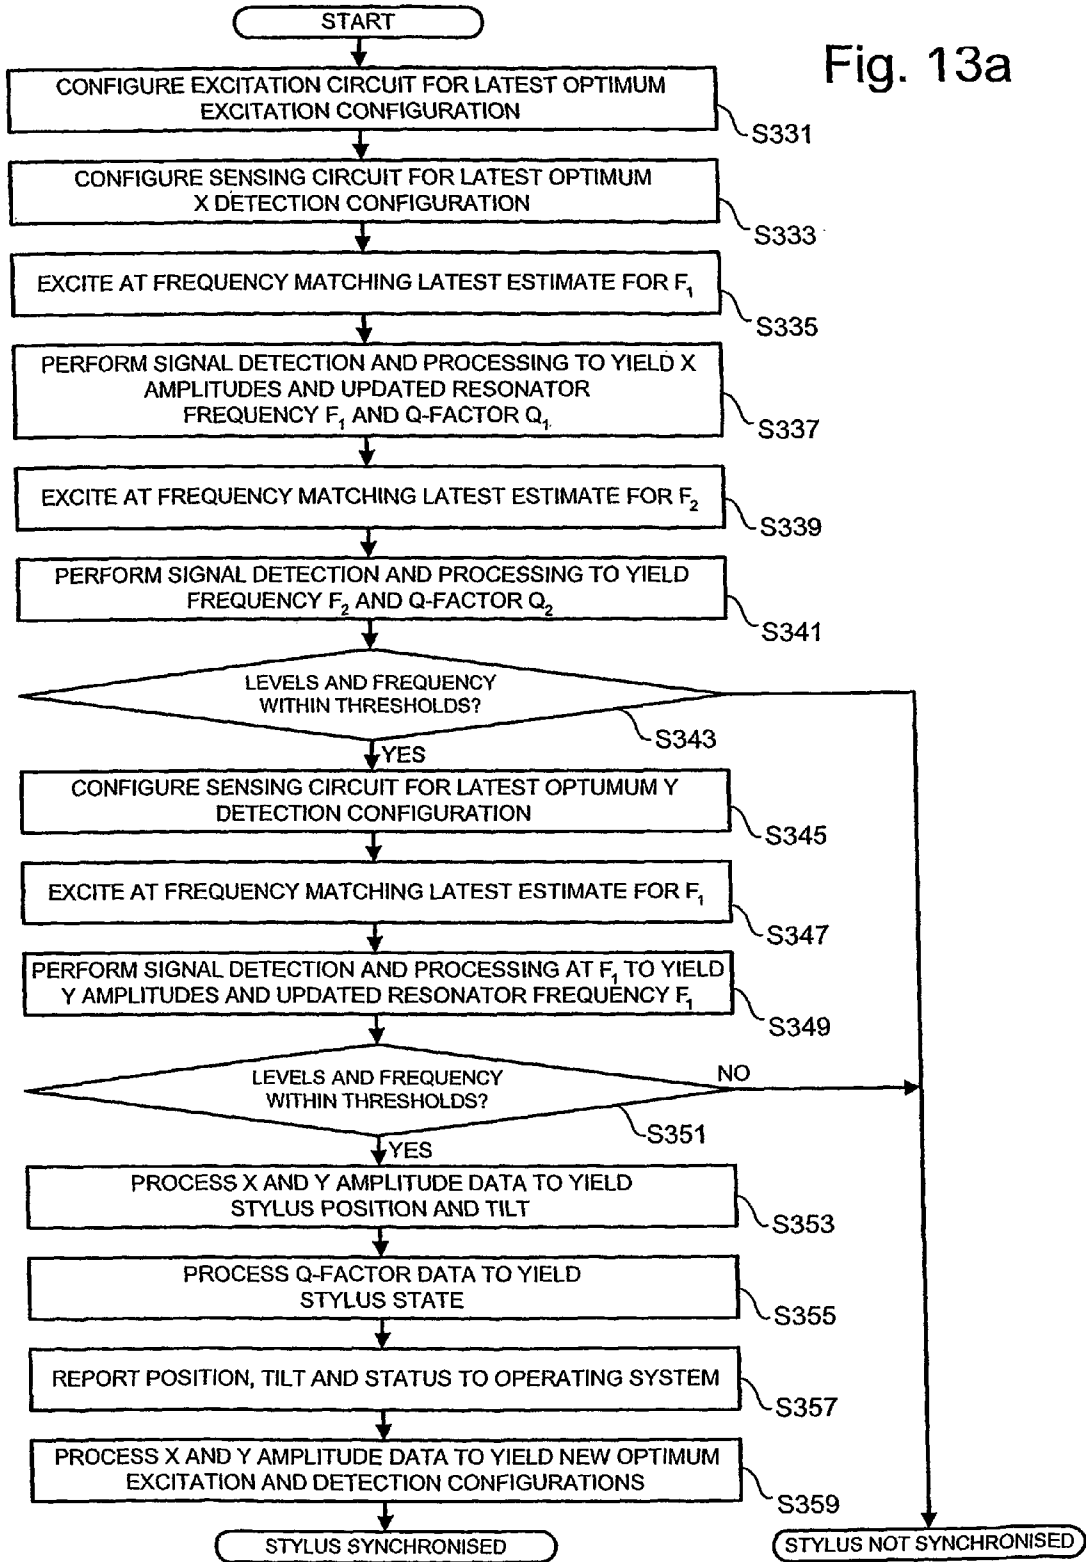 START
Fig. 13a
CONFIGURE EXCITATION CIRCUIT FOR LATEST OPTIMUM
EXCITATION CONFIGURATION
S331
CONFIGURE SENSING CIRCUIT FOR LATEST OPTIMUM
X DETECTION CONFIGURATION
S333
EXCITE AT FREQUENCY MATCHING LATEST ESTIMATE FOR F₁
S335
PERFORM SIGNAL DETECTION AND PROCESSING TO YIELD X
AMPLITUDES AND UPDATED RESONATOR
FREQUENCY F₁ AND Q-FACTOR Q₁
S337
EXCITE AT FREQUENCY MATCHING LATEST ESTIMATE FOR F₂
S339
PERFORM SIGNAL DETECTION AND PROCESSING TO YIELD
FREQUENCY F₂ AND Q-FACTOR Q₂
S341
LEVELS AND FREQUENCY
WITHIN THRESHOLDS?
S343
YES
CONFIGURE SENSING CIRCUIT FOR LATEST OPTUMUM Y
DETECTION CONFIGURATION
S345
EXCITE AT FREQUENCY MATCHING LATEST ESTIMATE FOR F₁
S347
PERFORM SIGNAL DETECTION AND PROCESSING AT F₁ TO YIELD
Y AMPLITUDES AND UPDATED RESONATOR FREQUENCY F₁
S349
LEVELS AND FREQUENCY
WITHIN THRESHOLDS?
NO
S351
YES
PROCESS X AND Y AMPLITUDE DATA TO YIELD
STYLUS POSITION AND TILT
S353
PROCESS Q-FACTOR DATA TO YIELD
STYLUS STATE
S355
REPORT POSITION, TILT AND STATUS TO OPERATING SYSTEM
S357
PROCESS X AND Y AMPLITUDE DATA TO YIELD NEW OPTIMUM
EXCITATION AND DETECTION CONFIGURATIONS
S359
STYLUS SYNCHRONISED
STYLUS NOT SYNCHRONISED